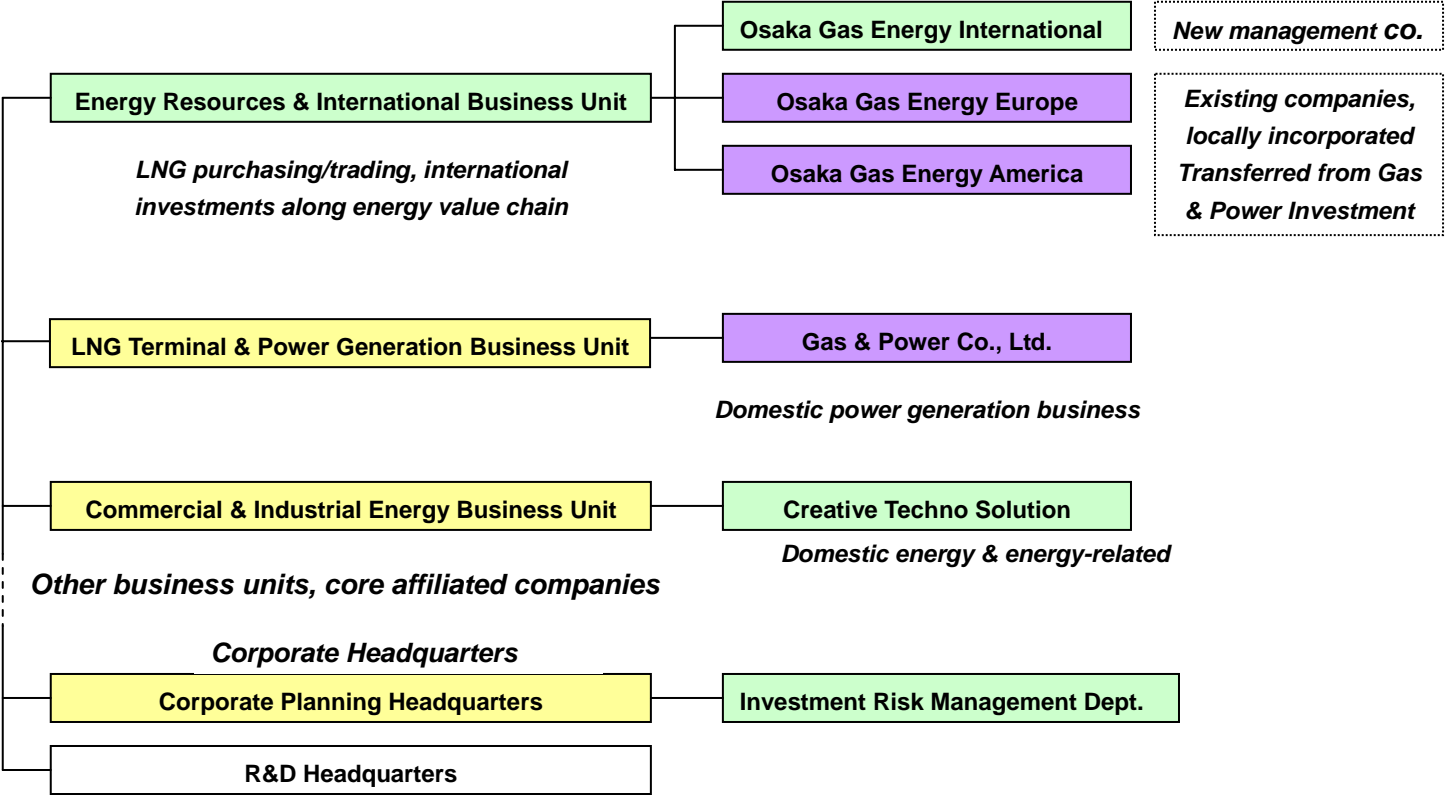 Osaka Gas Energy International
New management co.
Energy Resources & International Business Unit
Osaka Gas Energy Europe
Osaka Gas Energy America
Existing companies,
locally incorporated
Transferred from Gas
& Power Investment
LNG purchasing/trading, international
investments along energy value chain
LNG Terminal & Power Generation Business Unit
Gas & Power Co., Ltd.
Domestic power generation business
Commercial & Industrial Energy Business Unit
Creative Techno Solution
Domestic energy & energy-related
Other business units, core affiliated companies
Corporate Headquarters
Corporate Planning Headquarters
Investment Risk Management Dept.
R&D Headquarters